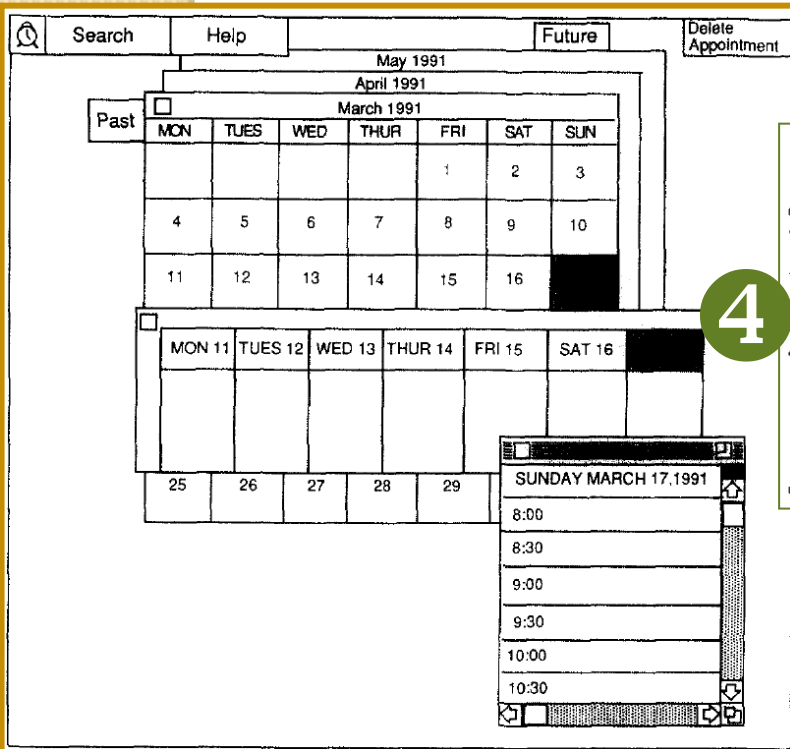 Search Help Future Delete
Appointment
May 1991
April 1991
Past March 1991
MON TUES WED THUR FRI SAT SUN
1 2 3
4 5 6 7 8 9 10
11 12 13 14 15 16
4
MON 11 TUES 12 WED 13 THUR 14 FRI 15 SAT 16
SUNDAY MARCH 17,1991
25 26 27 28 29
8:00
8:30
9:00
9:30
10:00
10:30